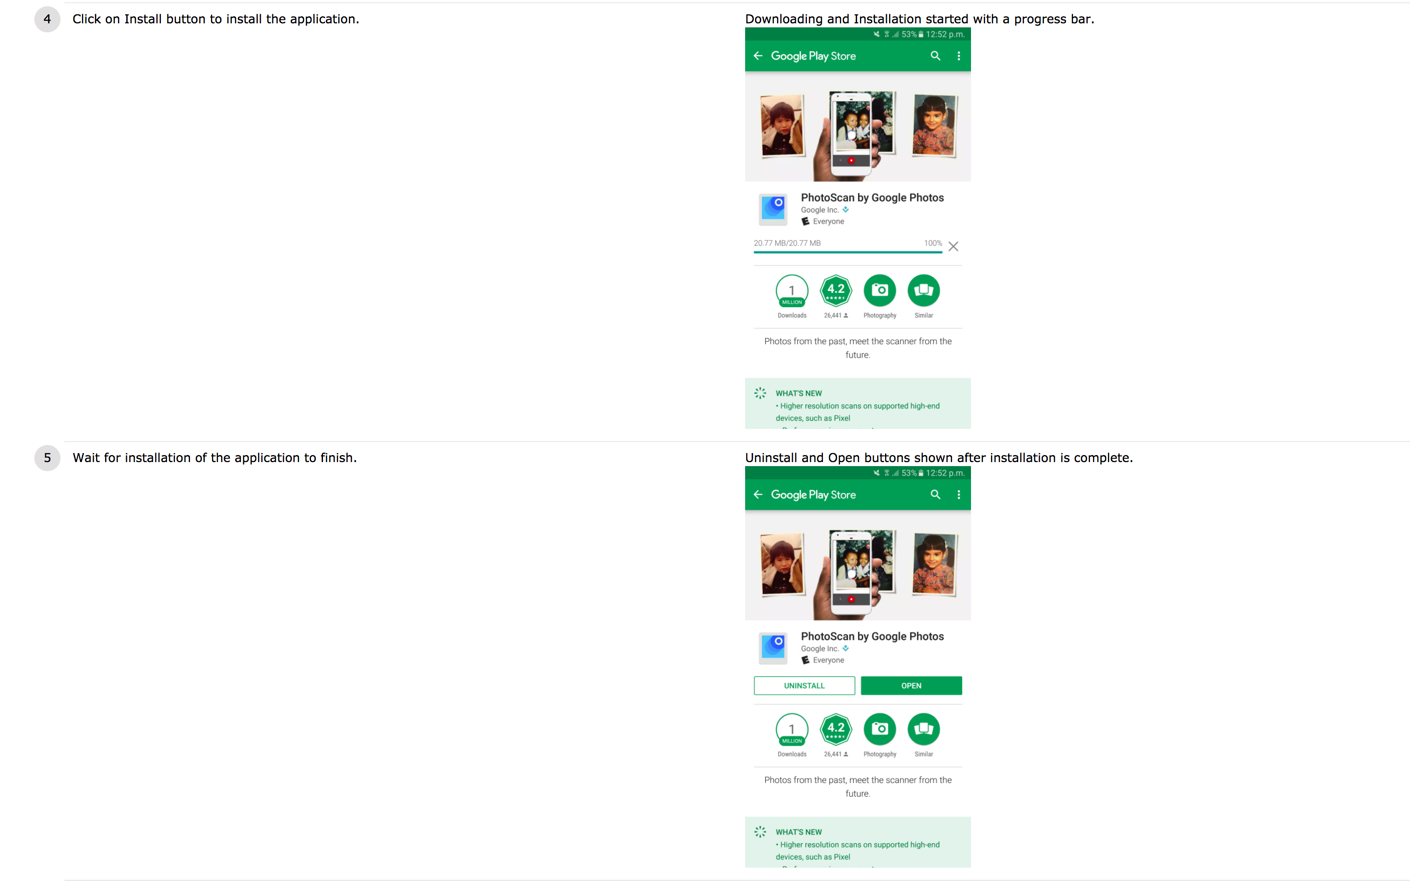 4
Click on Install button to install the application.
Downloading and Installation started with a progress bar.
53% 12:52 p.m.
Google Play Store
PhotoScan by Google Photos
Google Inc.
E Everyone
20.77 MB/20.77 MB 100%
1 4.2
MILLION
Downloads 26,441 Photography Similar
Photos from the past, meet the scanner from the
future.
WHAT'S NEW
• Higher resolution scans on supported high-end
devices, such as Pixel
5
Wait for installation of the application to finish.
Uninstall and Open buttons shown after installation is complete.
53% 12:52 p.m.
Google Play Store
PhotoScan by Google Photos
Google Inc.
E Everyone
UNINSTALL OPEN
1 4.2
MILLION
Downloads 26,441 Photography Similar
Photos from the past, meet the scanner from the
future.
WHAT'S NEW
• Higher resolution scans on supported high-end
devices, such as Pixel